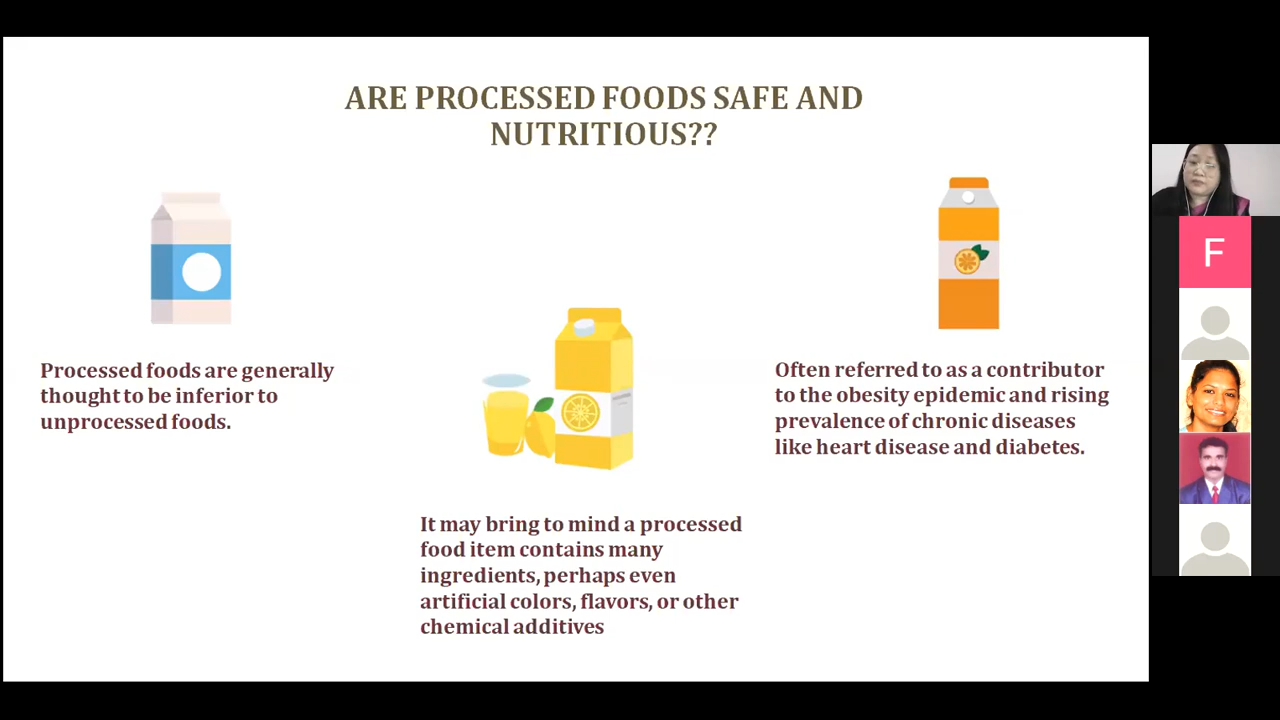 ARE PROCESSED FOODS SAFE AND
NUTRITIOUS??
Processed foods are generally
thought to be inferior to
unprocessed foods.
It may bring to mind a processed
food item contains many
ingredients, perhaps even
artificial colors, flavors, or other
chemical additives
Often referred to as a contributor
to the obesity epidemic and rising
prevalence of chronic diseases
like heart disease and diabetes.
F